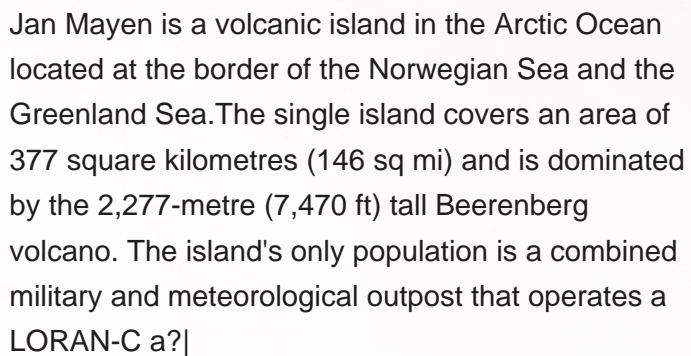 Jan Mayen is a volcanic island in the Arctic Ocean
located at the border of the Norwegian Sea and the
Greenland Sea.The single island covers an area of
377 square kilometres (146 sq mi) and is dominated
by the 2,277-metre (7,470 ft) tall Beerenberg
volcano. The island's only population is a combined
military and meteorological outpost that operates a
LORAN-C a?|